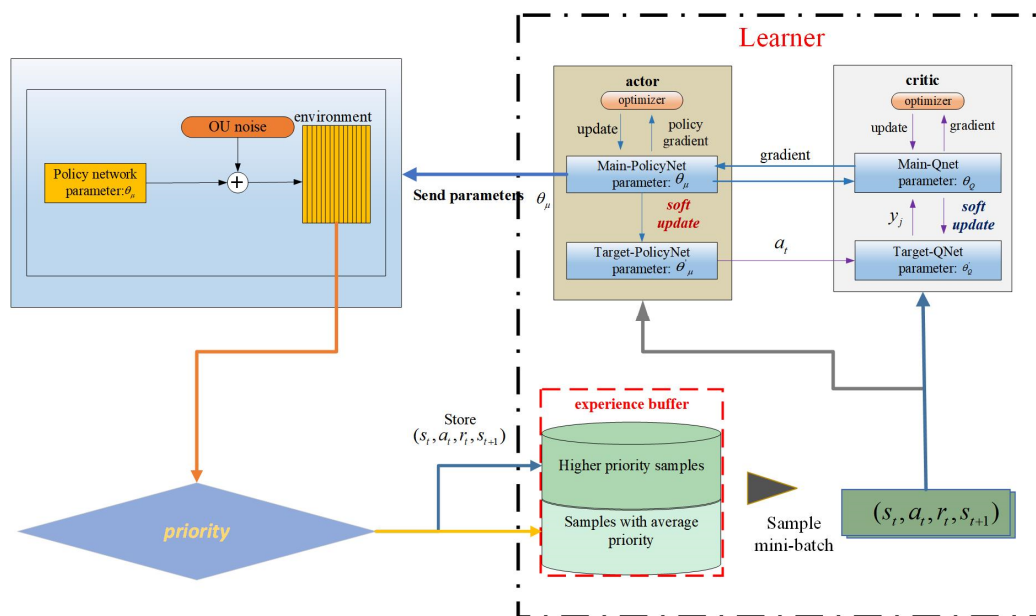 Learner
actor
optimizer
update
policy
gradient
Main-PolicyNet
parameter: θμ
soft
update
Target-PolicyNet
parameter: θ'μ
critic
optimizer
update
gradient
Main-Qnet
parameter: θQ
yj
soft
update
Target-QNet
parameter: θ'Q
gradient
at
OU noise
environment
Policy network
parameter:θμ
Send parameters θμ
experience buffer
Higher priority samples
Samples with average
priority
Store
(st, at, rt, st+1)
priority
Sample
mini-batch
(st, at, rt, st+1)